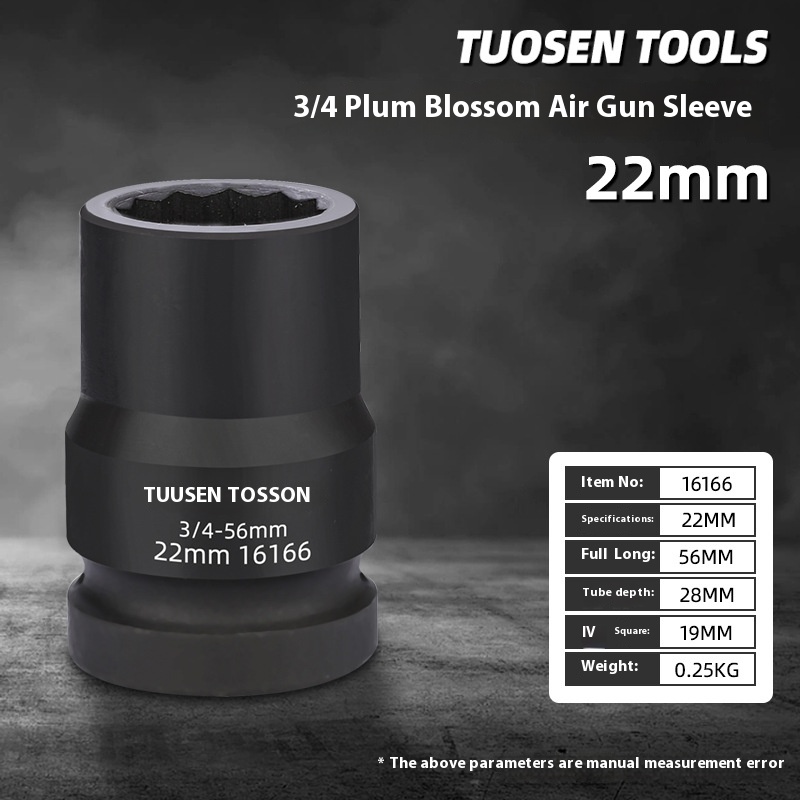 TUOSEN TOOLS
3/4 Plum Blossom Air Gun Sleeve
22mm
TUUSEN TOSSON
3/4-56mm
22mm 16166
Item No: 16166
Specifications: 22MM
Full Long: 56MM
Tube depth: 28MM
IV Square: 19MM
Weight: 0.25KG
* The above parameters are manual measurement error